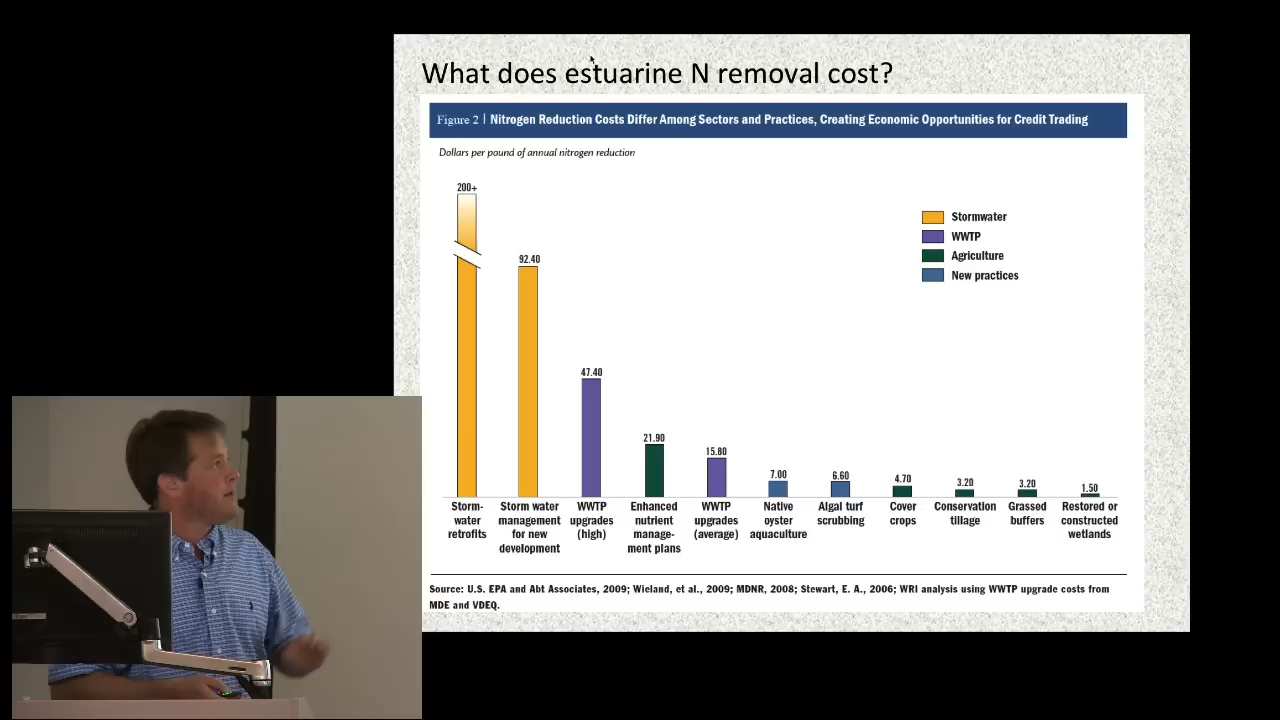 What does estuarine N removal cost?
Figure 2 | Nitrogen Reduction Costs Differ Among Sectors and Practices, Creating Economic Opportunities for Credit Trading
Dollars per pound of annual nitrogen reduction
200+
92.40
47.40
21.90
15.80
7.00
6.60
4.70
3.20
3.20
1.50
Stormwater
WWTP
Agriculture
New practices
Storm-
water
retrofits
Storm water
management
for new
development
WWTP
upgrades
(high)
Enhanced
nutrient
manage-
ment plans
WWTP
upgrades
(average)
Native
oyster
aquaculture
Algal turf
scrubbing
Cover
crops
Conservation
tillage
Grassed
buffers
Restored or
constructed
wetlands
Source: U.S. EPA and Abt Associates, 2009; Wieland, et al., 2009; MDNR, 2008; Stewart, E. A., 2006; WRI analysis using WWTP upgrade costs from
MDE and VDEQ.